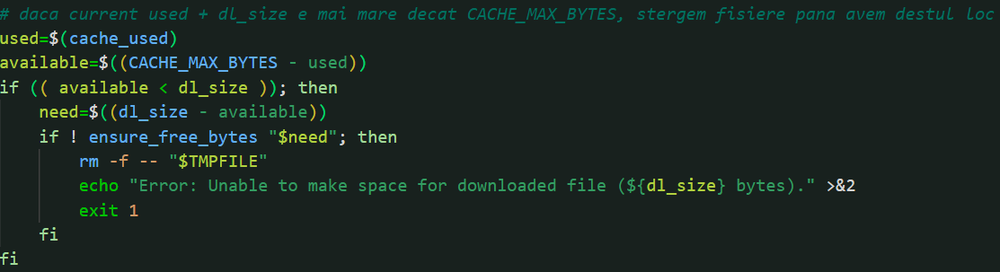 # daca current used + dl_size e mai mare decat CACHE_MAX_BYTES, stergem fisiere pana avem destul loc
used=$(cache_used)
available=$((CACHE_MAX_BYTES - used))
if (( available < dl_size )); then
    need=$((dl_size - available))
    if ! ensure_free_bytes "$need"; then
        rm -f -- "$TMPFILE"
        echo "Error: Unable to make space for downloaded file (${dl_size} bytes)." >&2
        exit 1
    fi
fi